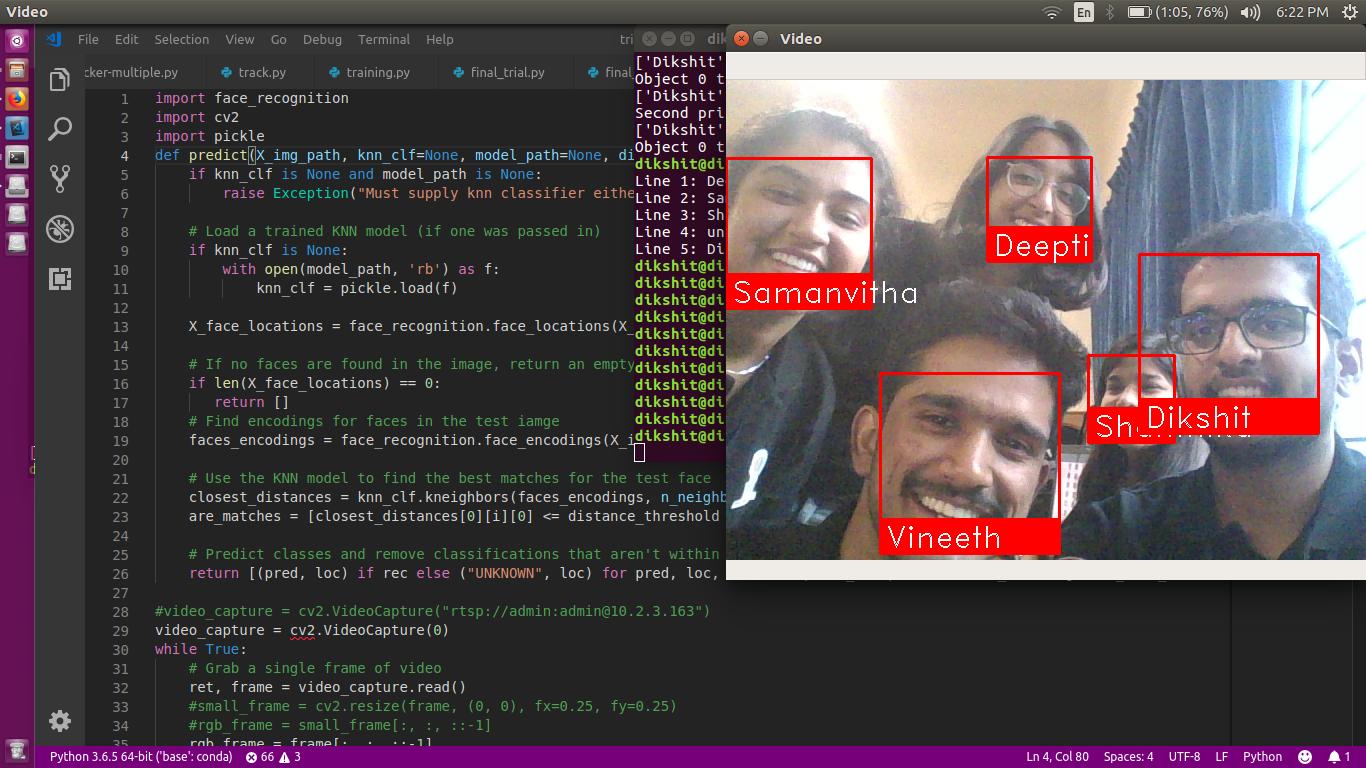 Video
En
(1:05, 76%)
6:22 PM
File Edit Selection View Go Debug Terminal Help
cker-multiple.py track.py training.py final_trial.py
1 import face_recognition
2 import cv2
3 import pickle
4 def predict(X_img_path, knn_clf=None, model_path=None, di
5 if knn_clf is None and model_path is None:
6 raise Exception("Must supply knn classifier eithe
7
8 # Load a trained KNN model (if one was passed in)
9 if knn_clf is None:
10 with open(model_path, 'rb') as f:
11 knn_clf = pickle.load(f)
12
13 X_face_locations = face_recognition.face_locations(X_
14
15 # If no faces are found in the image, return an empty
16 if len(X_face_locations) == 0:
17 return []
18 # Find encodings for faces in the test iamge
19 faces_encodings = face_recognition.face_encodings(X_i
20
21 # Use the KNN model to find the best matches for the test face
22 closest_distances = knn_clf.kneighbors(faces_encodings, n_neighb
23 are_matches = [closest_distances[0][i][0] <= distance_threshold
24
25 # Predict classes and remove classifications that aren't within
26 return [(pred, loc) if rec else ("UNKNOWN", loc) for pred, loc,
27
28 #video_capture = cv2.VideoCapture("rtsp://admin:admin@10.2.3.163")
29 video_capture = cv2.VideoCapture(0)
30 while True:
31 # Grab a single frame of video
32 ret, frame = video_capture.read()
33 #small_frame = cv2.resize(frame, (0, 0), fx=0.25, fy=0.25)
34 #rgb_frame = small_frame[:, :, ::-1]
35 rgb_frame = frame[:, :, ::-1]
['Dikshit'
Object 0 t
['Dikshit'
Second pri
['Dikshit'
Object 0 t
dikshit@di
Line 1: De
Line 2: Sa
Line 3: Sh
Line 4: un
Line 5: Di
dikshit@di
dikshit@di
dikshit@di
dikshit@di
dikshit@di
dikshit@di
dikshit@di
dikshit@di
dikshit@di
dikshit@di
dikshit@di
Video
Deepti
Samanvitha
Dikshit
Vineeth
Python 3.6.5 64-bit ('base': conda) 66 3
Ln 4, Col 80 Spaces: 4 UTF-8 LF Python 1